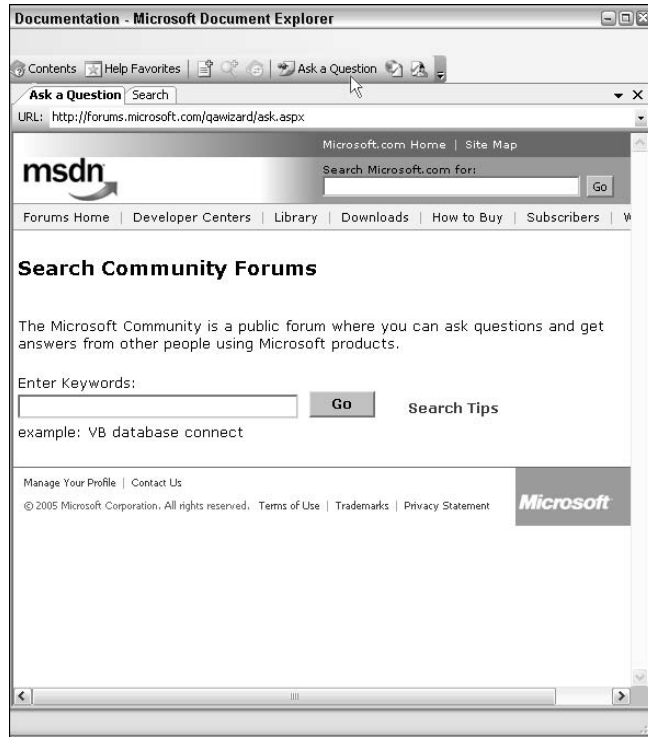 Documentation - Microsoft Document Explorer
Contents Help Favorites Ask a Question
Ask a Question Search
URL: http://forums.microsoft.com/qawizard/ask.aspx
Microsoft.com Home | Site Map
msdn
Search Microsoft.com for:
Go
Forums Home | Developer Centers | Library | Downloads | How to Buy | Subscribers | W
Search Community Forums
The Microsoft Community is a public forum where you can ask questions and get
answers from other people using Microsoft products.
Enter Keywords:
Go Search Tips
example: VB database connect
Manage Your Profile | Contact Us
© 2005 Microsoft Corporation. All rights reserved. Terms of Use | Trademarks | Privacy Statement
Microsoft